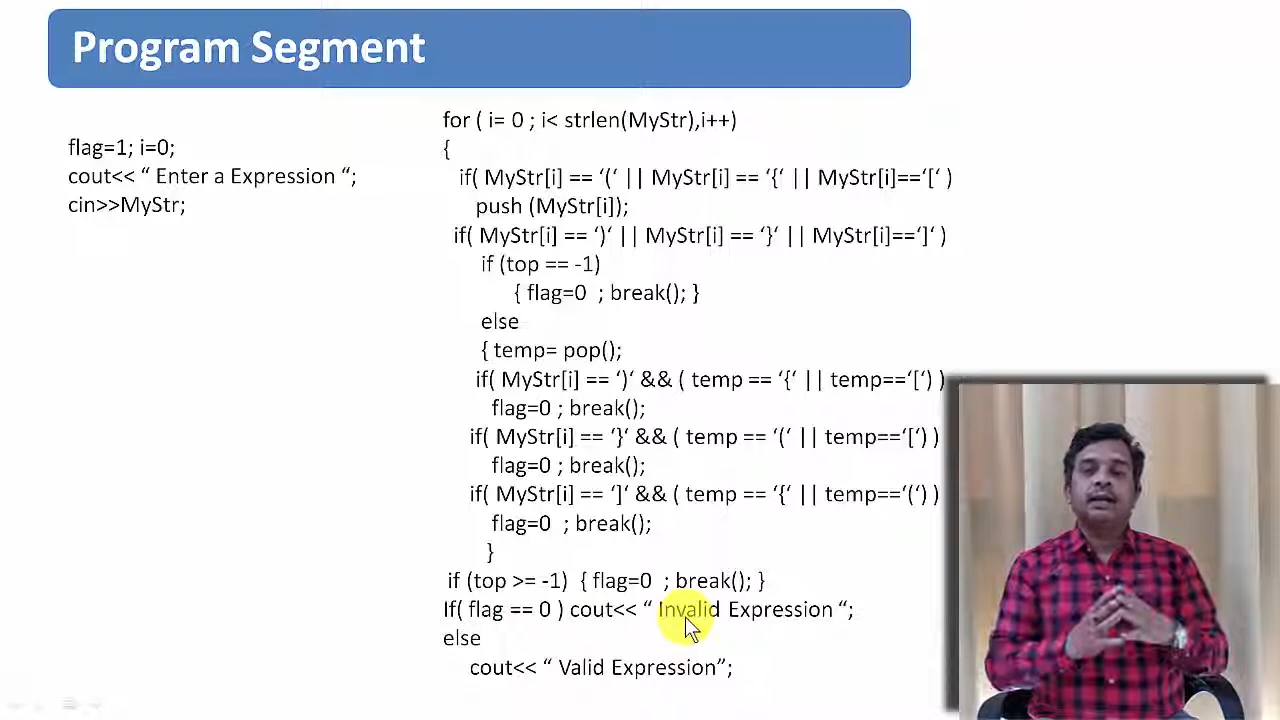 Program Segment
flag=1; i=0;
cout<< “ Enter a Expression “;
cin>>MyStr;
for ( i= 0 ; i< strlen(MyStr),i++)
{
if( MyStr[i] == ‘(‘ || MyStr[i] == ‘{‘ || MyStr[i]==‘[‘ )
push (MyStr[i]);
if( MyStr[i] == ‘)‘ || MyStr[i] == ‘}‘ || MyStr[i]==‘]‘ )
if (top == -1)
{ flag=0 ; break(); }
else
{ temp= pop();
if( MyStr[i] == ‘)‘ && ( temp == ‘{‘ || temp==‘[‘) )
flag=0 ; break();
if( MyStr[i] == ‘}‘ && ( temp == ‘(‘ || temp==‘[‘) )
flag=0 ; break();
if( MyStr[i] == ‘]‘ && ( temp == ‘{‘ || temp==‘(‘) )
flag=0 ; break();
}
if (top >= -1) { flag=0 ; break(); }
If( flag == 0 ) cout<< “ Invalid Expression “;
else
cout<< “ Valid Expression”;